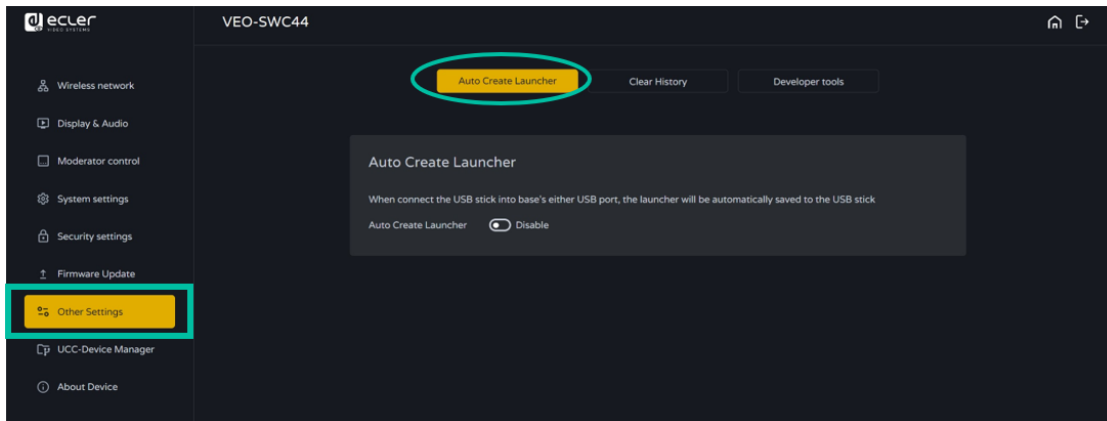 ecler
VIDEO SYSTEMS
VEO-SWC44
Wireless network
Display & Audio
Moderator control
System settings
Security settings
Firmware Update
Other Settings
UCC-Device Manager
About Device
Auto Create Launcher
Clear History
Developer tools
Auto Create Launcher
When connect the USB stick into base's either USB port, the launcher will be automatically saved to the USB stick
Auto Create Launcher Disable